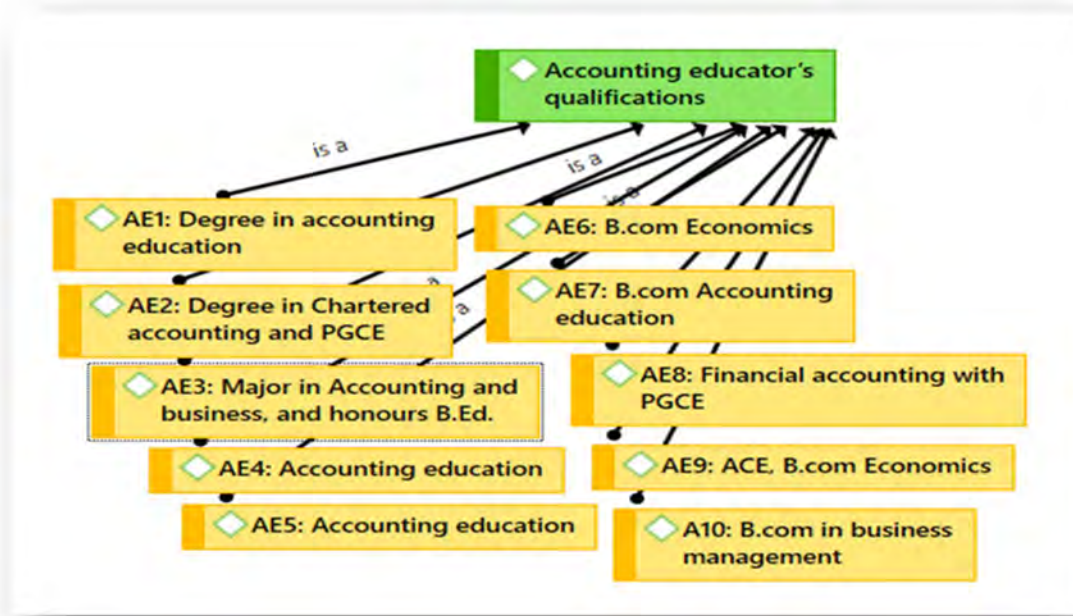 Accounting educator's
qualifications
is a
is a
is a
a
a
AE1: Degree in accounting
education
AE2: Degree in Chartered
accounting and PGCE
AE3: Major in Accounting and
business, and honours B.Ed.
AE4: Accounting education
AE5: Accounting education
AE6: B.com Economics
AE7: B.com Accounting
education
AE8: Financial accounting with
PGCE
AE9: ACE, B.com Economics
A10: B.com in business
management